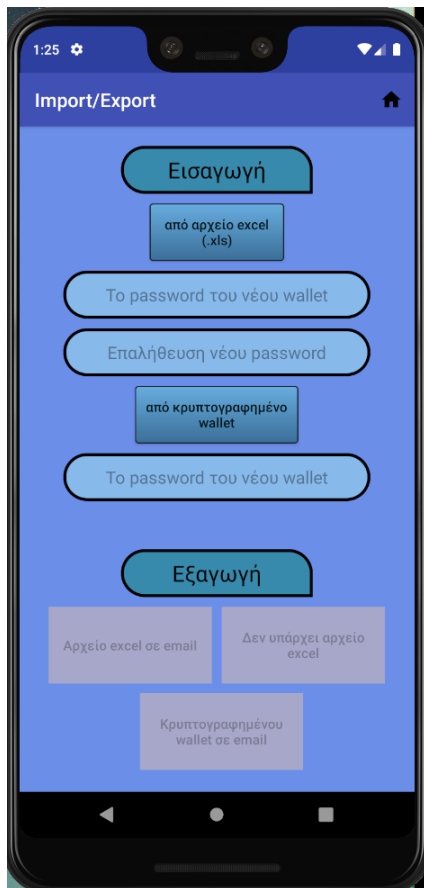 1:25
Import/Export
Εισαγωγή
από αρχείο excel
(.xls)
Το password του νέου wallet
Επαλήθευση νέου password
από κρυπτογραφημένο
wallet
Το password του νέου wallet
Εξαγωγή
Αρχείο excel σε email
Δεν υπάρχει αρχείο
excel
Κρυπτογραφημένου
wallet σε email